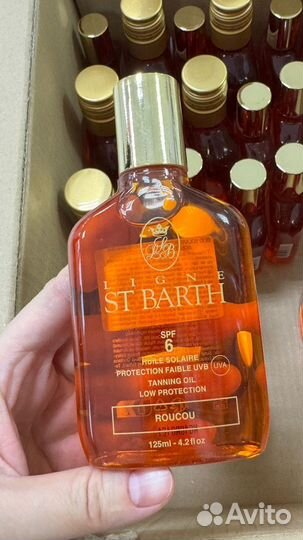 LSB
LIGNE
ST BARTH
SPF
6
HUILE SOLAIRE
PROTECTION FAIBLE UVB UVA
TANNING OIL
LOW PROTECTION
ROUCOU
125ml - 4.2fl.oz
Avito